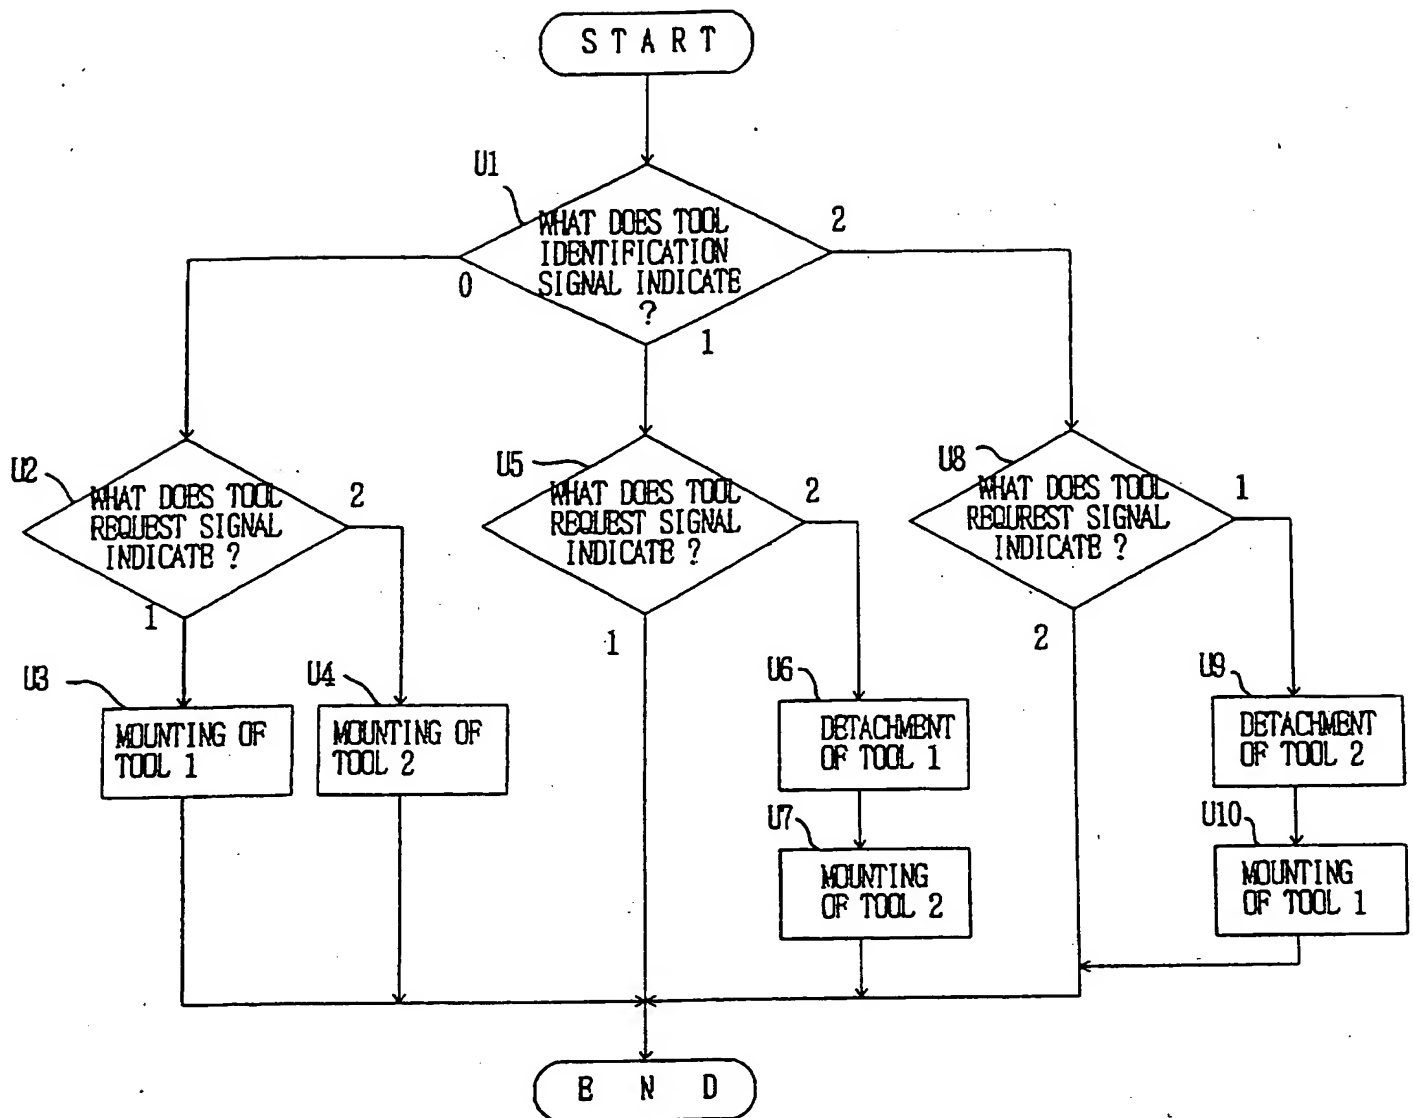 S T A R T
U1
WHAT DOES TOOL
IDENTIFICATION
SIGNAL INDICATE
?
0
1
2
U2
WHAT DOES TOOL
REQUEST SIGNAL
INDICATE ?
1
2
U5
WHAT DOES TOOL
REQUEST SIGNAL
INDICATE ?
1
2
U8
WHAT DOES TOOL
REQUREST SIGNAL
INDICATE ?
2
1
U3
MOUNTING OF
TOOL 1
U4
MOUNTING OF
TOOL 2
U6
DETACHMENT
OF TOOL 1
U9
DETACHMENT
OF TOOL 2
U7
MOUNTING
OF TOOL 2
U10
MOUNTING
OF TOOL 1
E N D